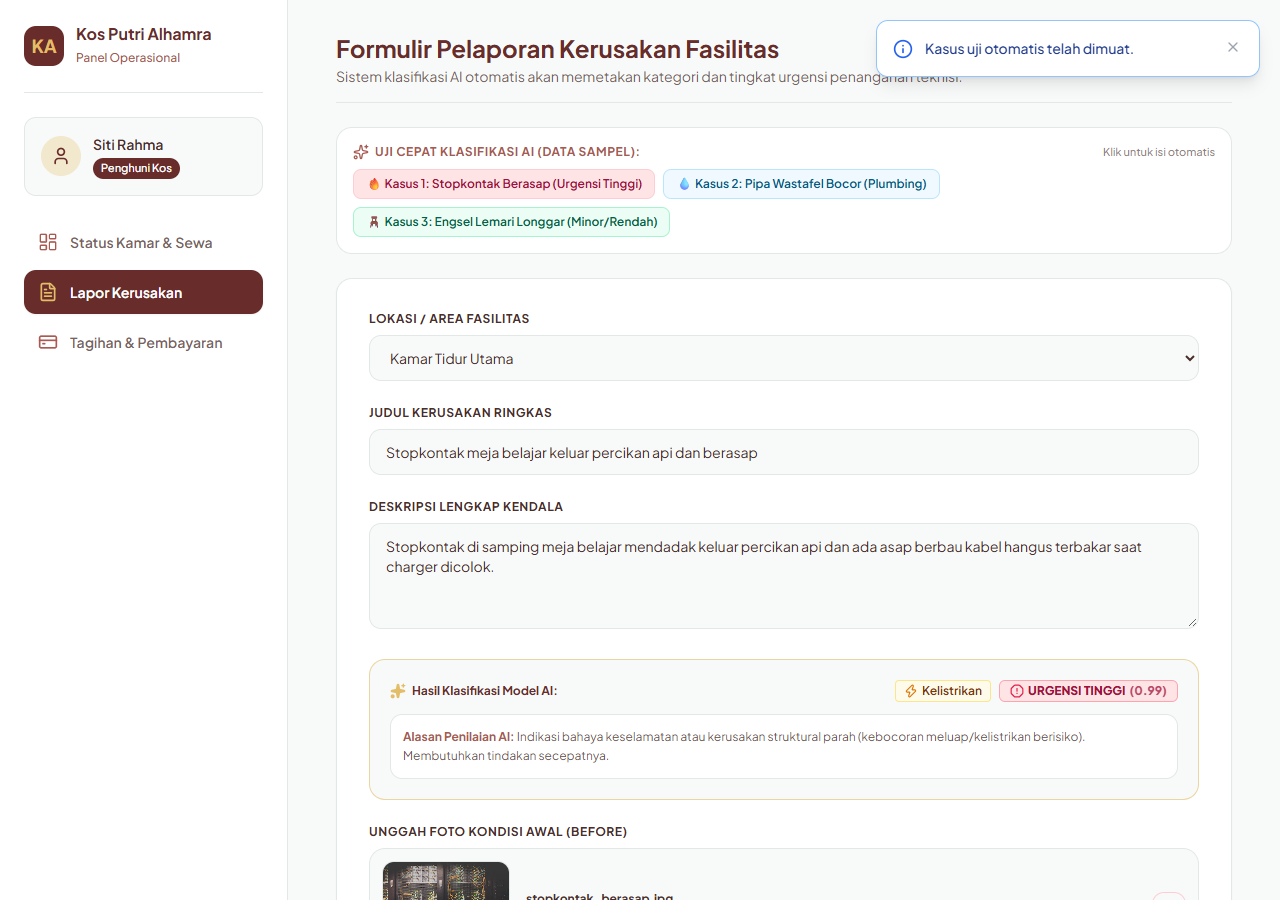 KA
Kos Putri Alhamra
Panel Operasional
Siti Rahma
Penghuni Kos
Status Kamar & Sewa
Lapor Kerusakan
Tagihan & Pembayaran
Formulir Pelaporan Kerusakan Fasilitas
Sistem klasifikasi AI otomatis akan memetakan kategori dan tingkat urgensi penanganan teknisi.
Kasus uji otomatis telah dimuat.
UJI CEPAT KLASIFIKASI AI (DATA SAMPEL):
Klik untuk isi otomatis
🔥 Kasus 1: Stopkontak Berasap (Urgensi Tinggi)
💧 Kasus 2: Pipa Wastafel Bocor (Plumbing)
🪑 Kasus 3: Engsel Lemari Longgar (Minor/Rendah)
LOKASI / AREA FASILITAS
Kamar Tidur Utama
JUDUL KERUSAKAN RINGKAS
Stopkontak meja belajar keluar percikan api dan berasap
DESKRIPSI LENGKAP KENDALA
Stopkontak di samping meja belajar mendadak keluar percikan api dan ada asap berbau kabel hangus terbakar saat
charger dicolok.
Hasil Klasifikasi Model AI:
Kelistrikan
URGENSI TINGGI (0.99)
Alasan Penilaian AI: Indikasi bahaya keselamatan atau kerusakan struktural parah (kebocoran meluap/kelistrikan berisiko).
Membutuhkan tindakan secepatnya.
UNGGAH FOTO KONDISI AWAL (BEFORE)
stopkontak_berasap.jpg